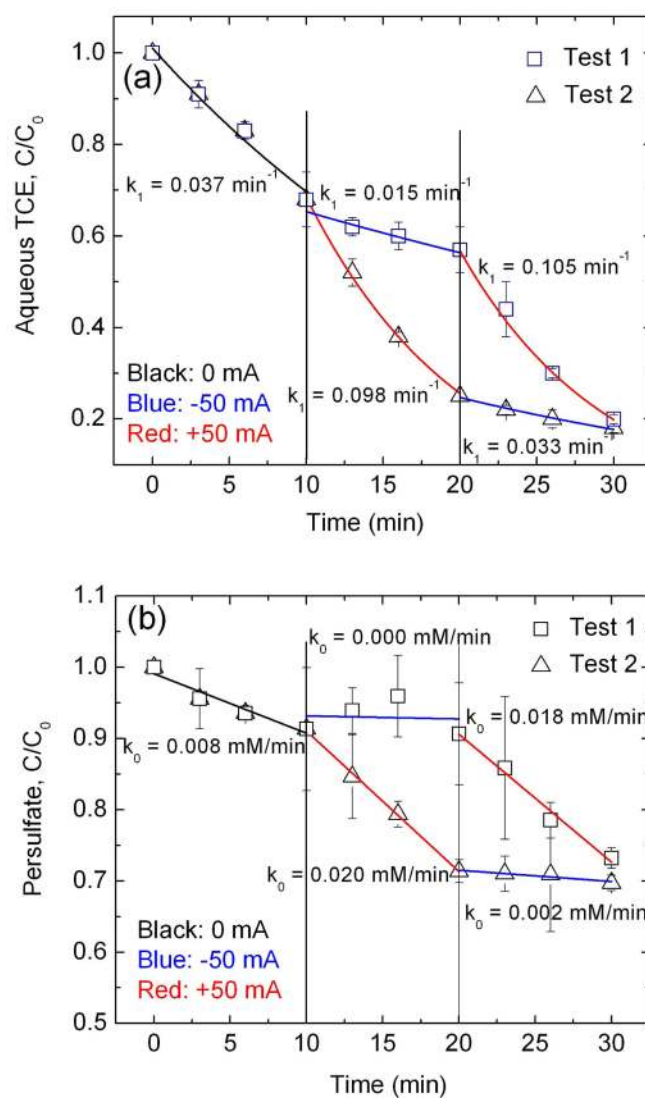 (a)
Test 1
Test 2
k₁ = 0.037 min⁻¹
k₁ = 0.015 min⁻¹
k₁ = 0.105 min⁻¹
k₁ = 0.098 min⁻¹
k₁ = 0.033 min⁻¹
Black: 0 mA
Blue: -50 mA
Red: +50 mA
Aqueous TCE, C/C₀
1.0
0.8
0.6
0.4
0.2
0 5 10 15 20 25 30
Time (min)
(b)
Test 1
Test 2
k₀ = 0.000 mM/min
k₀ = 0.018 mM/min
k₀ = 0.008 mM/min
k₀ = 0.020 mM/min
k₀ = 0.002 mM/min
Black: 0 mA
Blue: -50 mA
Red: +50 mA
Persulfate, C/C₀
1.1
1.0
0.9
0.8
0.7
0.6
0.5
0 5 10 15 20 25 30
Time (min)